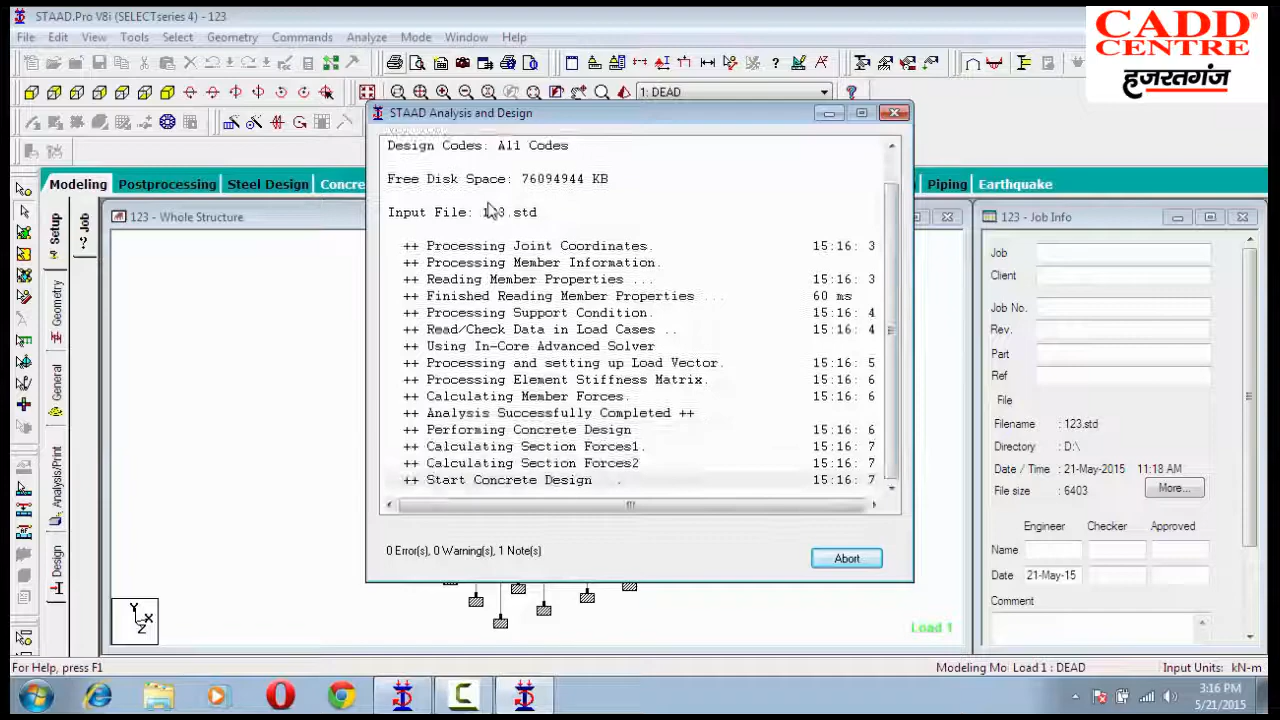 STAAD.Pro V8i (SELECTseries 4) - 123
File Edit View Tools Select Geometry Commands Analyze Mode Window Help
CADD
CENTRE
हजरतगंज
1: DEAD
STAAD Analysis and Design
Modeling Postprocessing Steel Design Concre
Piping Earthquake
Design Codes: All Codes
Free Disk Space: 76094944 KB
Input File: 123.std
++ Processing Joint Coordinates. 15:16: 3
++ Processing Member Information.
++ Reading Member Properties ... 15:16: 3
++ Finished Reading Member Properties ... 60 ms
++ Processing Support Condition. 15:16: 4
++ Read/Check Data in Load Cases .. 15:16: 4
++ Using In-Core Advanced Solver
++ Processing and setting up Load Vector. 15:16: 5
++ Processing Element Stiffness Matrix. 15:16: 6
++ Calculating Member Forces. 15:16: 6
++ Analysis Successfully Completed ++
++ Performing Concrete Design 15:16: 6
++ Calculating Section Forces1. 15:16: 7
++ Calculating Section Forces2 15:16: 7
++ Start Concrete Design . 15:16: 7
0 Error(s), 0 Warning(s), 1 Note(s)
Abort
123 - Whole Structure
Setup
Job
Geometry
General
Analysis/Print
Design
Y
X
Z
Load 1
123 - Job Info
Job
Client
Job No.
Rev.
Part
Ref
File
Filename : 123.std
Directory : D:\
Date / Time : 21-May-2015 11:18 AM
File size : 6403
More...
Engineer Checker Approved
Name
Date 21-May-15
Comment
For Help, press F1
Modeling Mo Load 1 : DEAD Input Units: kN-m
3:16 PM
5/21/2015